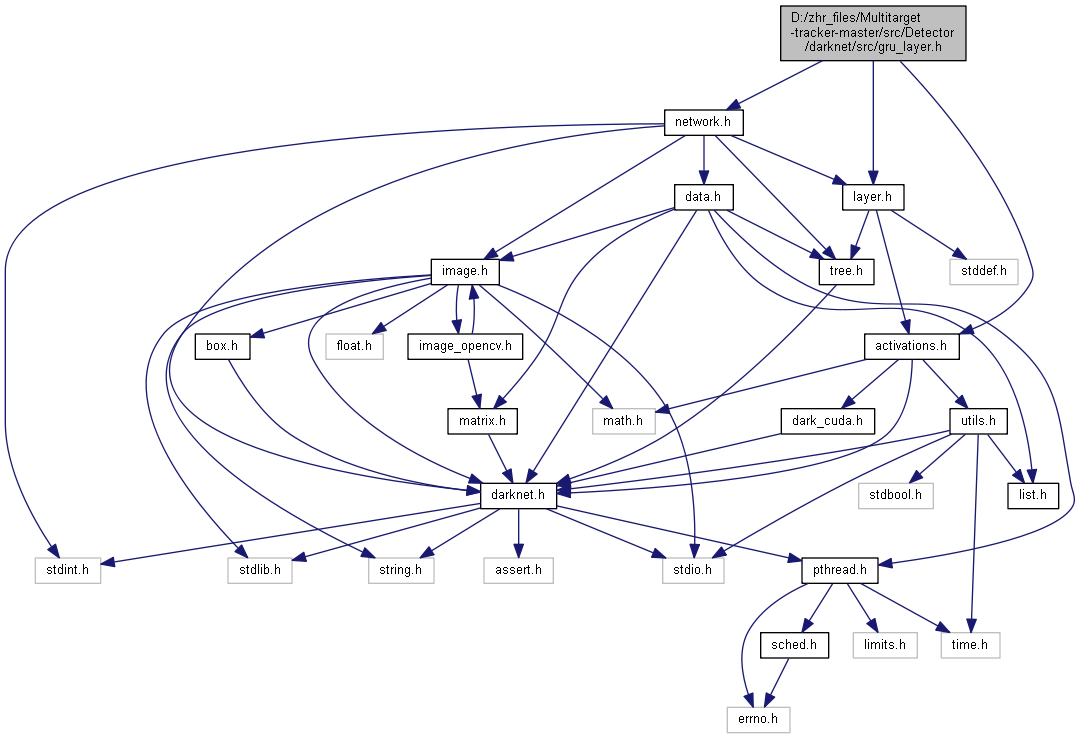 D:/zhr_files/Multitarget
-tracker-master/src/Detector
/darknet/src/gru_layer.h
network.h
data.h
layer.h
image.h
tree.h
stddef.h
box.h
float.h
image_opencv.h
activations.h
matrix.h
math.h
dark_cuda.h
utils.h
darknet.h
stdbool.h
list.h
stdint.h
stdlib.h
string.h
assert.h
stdio.h
pthread.h
sched.h
limits.h
time.h
errno.h